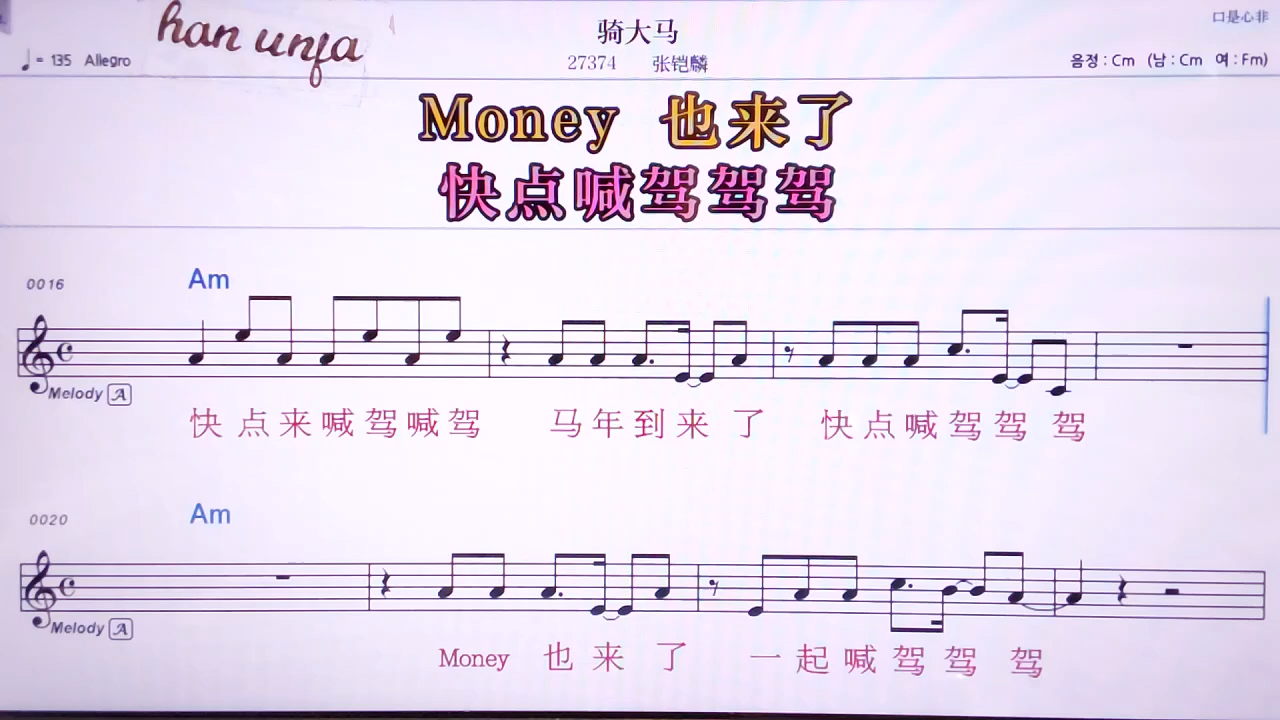 han unfa
骑大马
口是心非
♩= 135 Allegro
27374 张铠麟
음정 : Cm (남 : Cm 여 : Fm)
Money 也来了
快点喊驾驾驾
0016
Am
Melody A
快点来喊驾喊驾 马年到来了 快点喊驾驾驾
0020
Am
Melody A
Money 也来了 一起喊驾驾驾